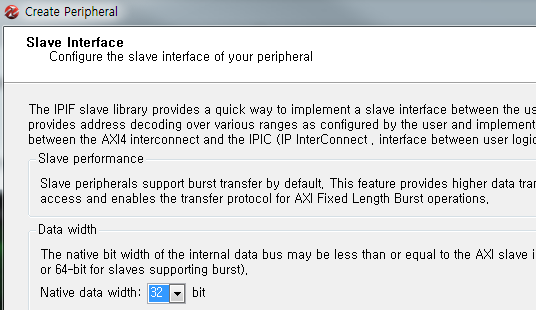 Create Peripheral
Slave Interface
Configure the slave interface of your peripheral
The IPIF slave library provides a quick way to implement a slave interface between the
provides address decoding over various ranges as configured by the user and implement
between the AXI4 interconnect and the IPIC (IP InterConnect , interface between user
Slave performance
Slave peripherals support burst transfer by default, This feature provides higher data
access and enables the transfer protocol for AXI Fixed Length Burst operations,
Data width
The native bit width of the internal data bus may be less than or equal to the AXI slave
or 64-bit for slaves supporting burst),
Native data width: 32 bit